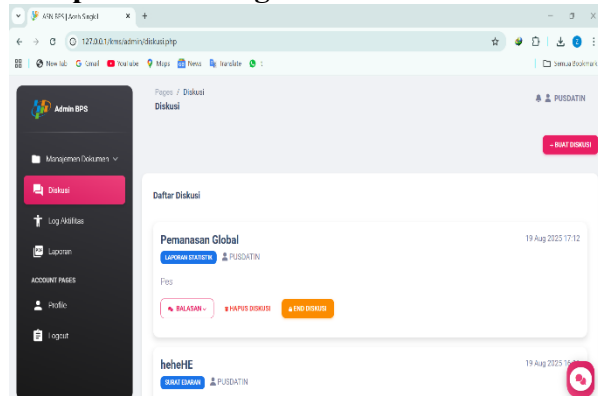 ASN BPS | Aceh Singkil
127.0.0.1/kms/admin/diskusi.php
New Tab Gmail YouTube Maps News Translate
Semua Bookmark
Admin BPS
Pages / Diskusi
Diskusi
PUSDATIN
BUAT DISKUSI
Manajemen Dokumen
Diskusi
Log Aktifitas
Laporan
ACCOUNT PAGES
Profile
Logout
Daftar Diskusi
Pemanasan Global
19 Aug 2025 17:12
LAPORAN STATISTIK PUSDATIN
Fes
BALASAN
HAPUS DISKUSI
END DISKUSI
heheHE
19 Aug 2025
SURAT EDARAN PUSDATIN